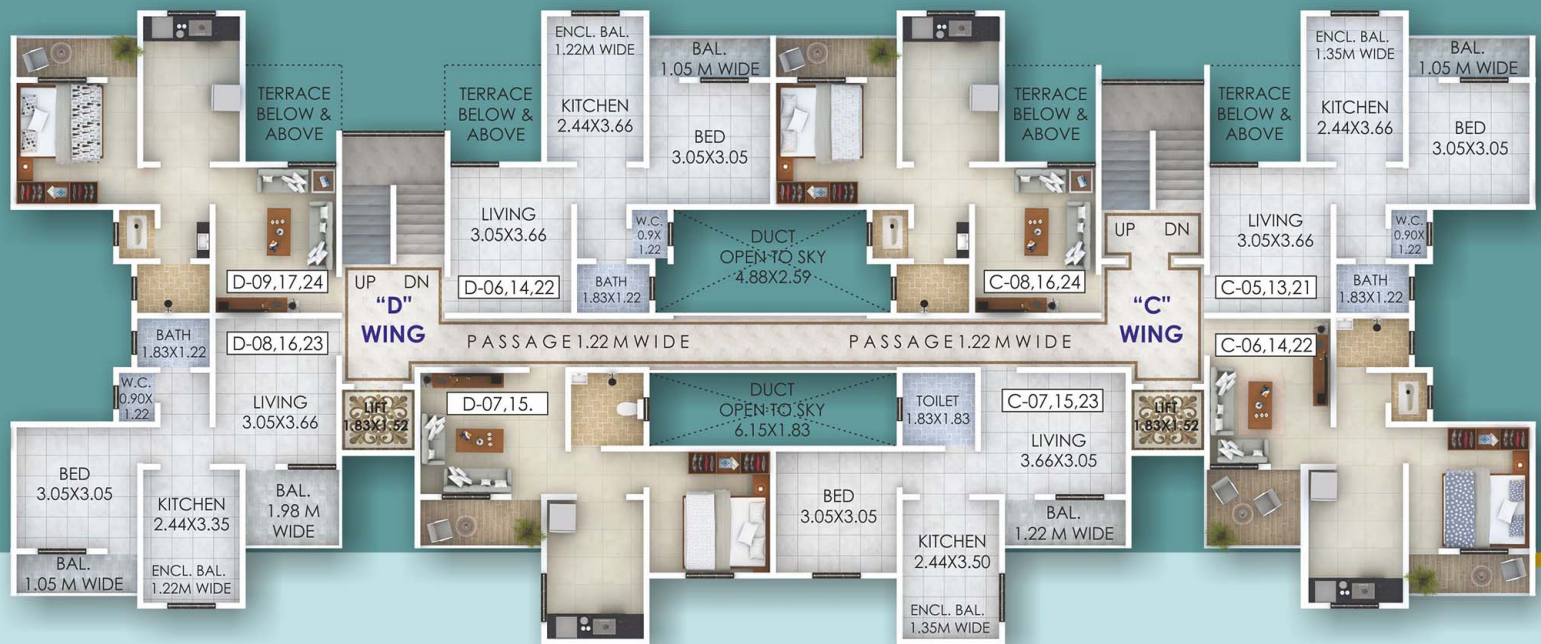 ENCL. BAL.
1.22M WIDE
BAL.
1.05 M WIDE
ENCL. BAL.
1.35M WIDE
BAL.
1.05 M WIDE
TERRACE
BELOW &
ABOVE
TERRACE
BELOW &
ABOVE
KITCHEN
2.44X3.66
BED
3.05X3.05
TERRACE
BELOW &
ABOVE
TERRACE
BELOW &
ABOVE
KITCHEN
2.44X3.66
BED
3.05X3.05
LIVING
3.05X3.66
W.C.
0.9X
1.22
DUCT
OPEN TO SKY
4.88X2.59
UP DN
LIVING
3.05X3.66
W.C.
0.90X
1.22
D-09,17,24
UP DN
"D"
WING
D-06,14,22
BATH
1.83X1.22
C-08,16,24
"C"
WING
C-05,13,21
BATH
1.83X1.22
PASSAGE 1.22 M WIDE
PASSAGE 1.22 M WIDE
BATH
1.83X1.22
D-08,16,23
C-06,14,22
W.C.
0.90X
1.22
LIVING
3.05X3.66
LIFT
1.83X1.52
D-07,15.
DUCT
OPEN TO SKY
6.15X1.83
TOILET
1.83X1.83
C-07,15,23
LIVING
3.66X3.05
LIFT
1.83X1.52
BED
3.05X3.05
KITCHEN
2.44X3.35
BAL.
1.98 M
WIDE
BED
3.05X3.05
KITCHEN
2.44X3.50
BAL.
1.22 M WIDE
BAL.
1.05 M WIDE
ENCL. BAL.
1.22M WIDE
ENCL. BAL.
1.35M WIDE